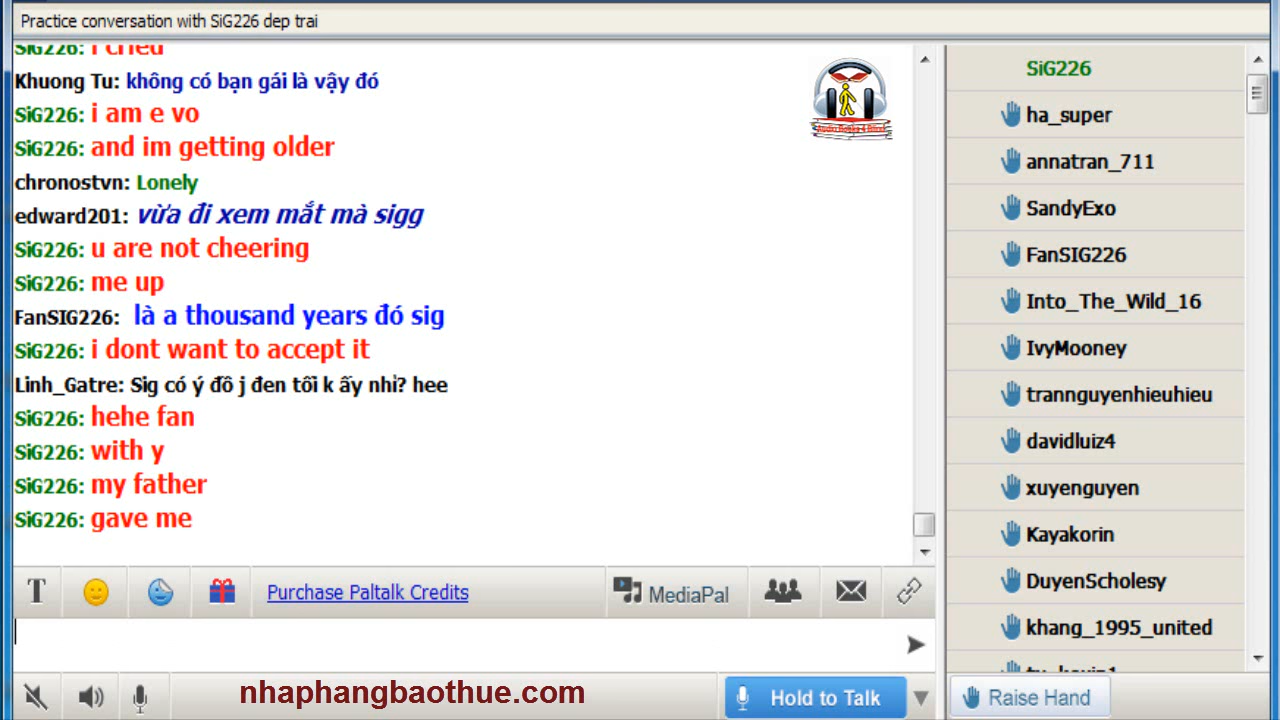 Practice conversation with SiG226 dep trai
SiG226: i cried
Khuong Tu: không có bạn gái là vậy đó
SiG226: i am e vo
SiG226: and im getting older
chronostvn: Lonely
edward201: vừa đi xem mắt mà sigg
SiG226: u are not cheering
SiG226: me up
FanSIG226: là a thousand years đó sig
SiG226: i dont want to accept it
Linh_Gatre: Sig có ý đồ j đen tối k ấy nhỉ? hee
SiG226: hehe fan
SiG226: with y
SiG226: my father
SiG226: gave me
T
Purchase Paltalk Credits
MediaPal
nhaphangbaothue.com
Hold to Talk
SiG226
ha_super
annatran_711
SandyExo
FanSIG226
Into_The_Wild_16
IvyMooney
trannguyenhieuhieu
davidluiz4
xuyenguyen
Kayakorin
DuyenScholesy
khang_1995_united
Raise Hand